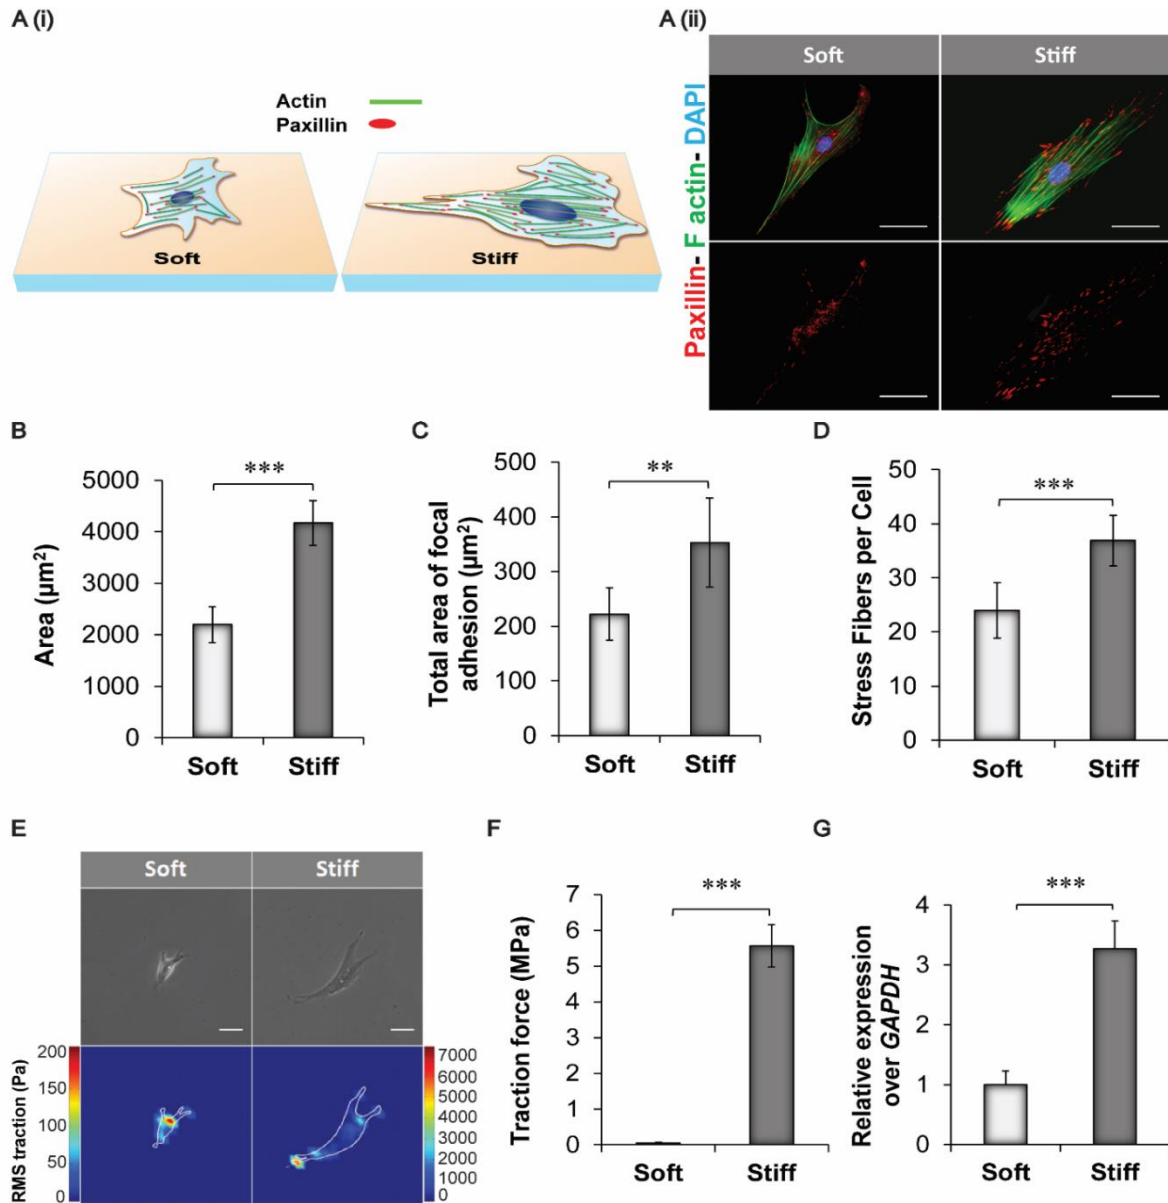 A (i)
Actin
Paxillin
Soft
Stiff
A (ii)
Soft Stiff
Paxillin- F actin- DAPI
B
Area (µm²)
5000
4000
3000
2000
1000
0
Soft Stiff
***
C
Total area of focal
adhesion (µm²)
500
400
300
200
100
0
Soft Stiff
**
D
Stress Fibers per Cell
50
40
30
20
10
0
Soft Stiff
***
E
Soft Stiff
RMS traction (Pa)
200
150
100
50
0
7000
6000
5000
4000
3000
2000
1000
0
F
Traction force (MPa)
7
6
5
4
3
2
1
0
Soft Stiff
***
G
Relative expression
over GAPDH
4
3
2
1
0
Soft Stiff
***